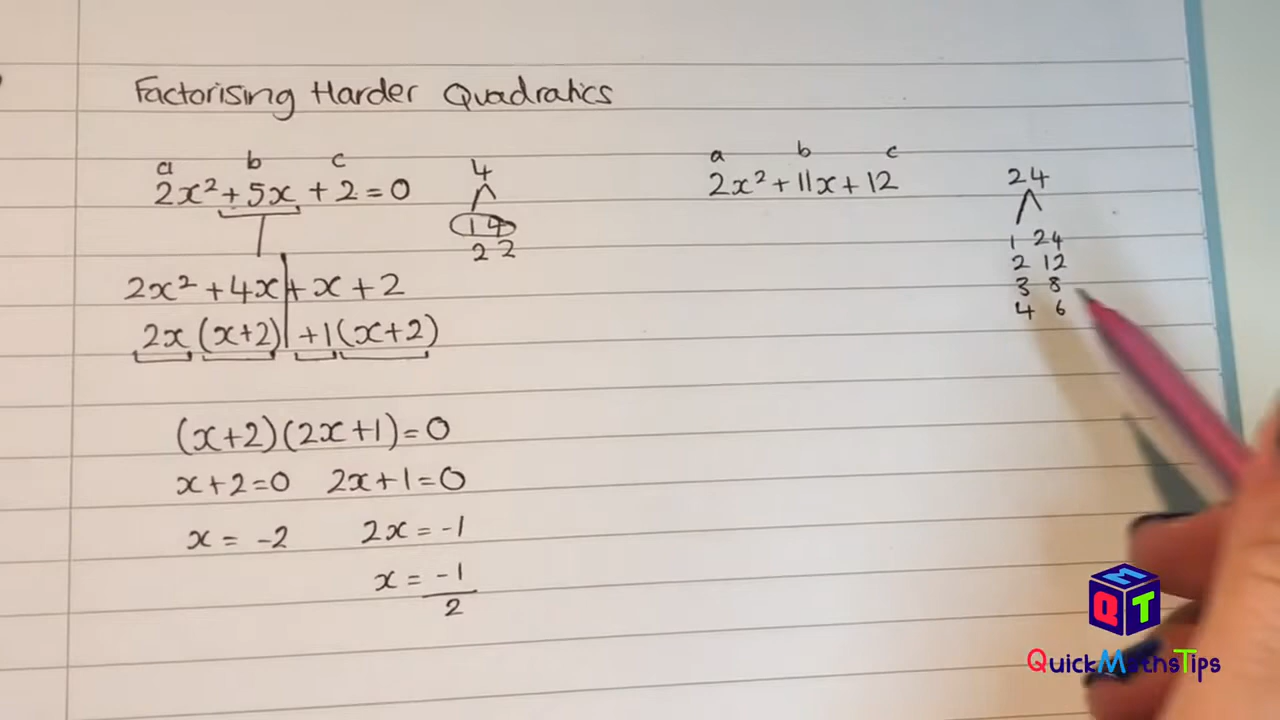 Factorising Harder Quadratics
a b c
2x² + 5x + 2 = 0
4
1 4
2 2
2x² + 4x + x + 2
2x (x+2) +1(x+2)
(x+2)(2x+1)=0
x+2=0 2x+1=0
x = -2 2x = -1
x = -1
2
a b c
2x² + 11x + 12
24
1 24
2 12
3 8
4 6
QMT
QuickMathsTips